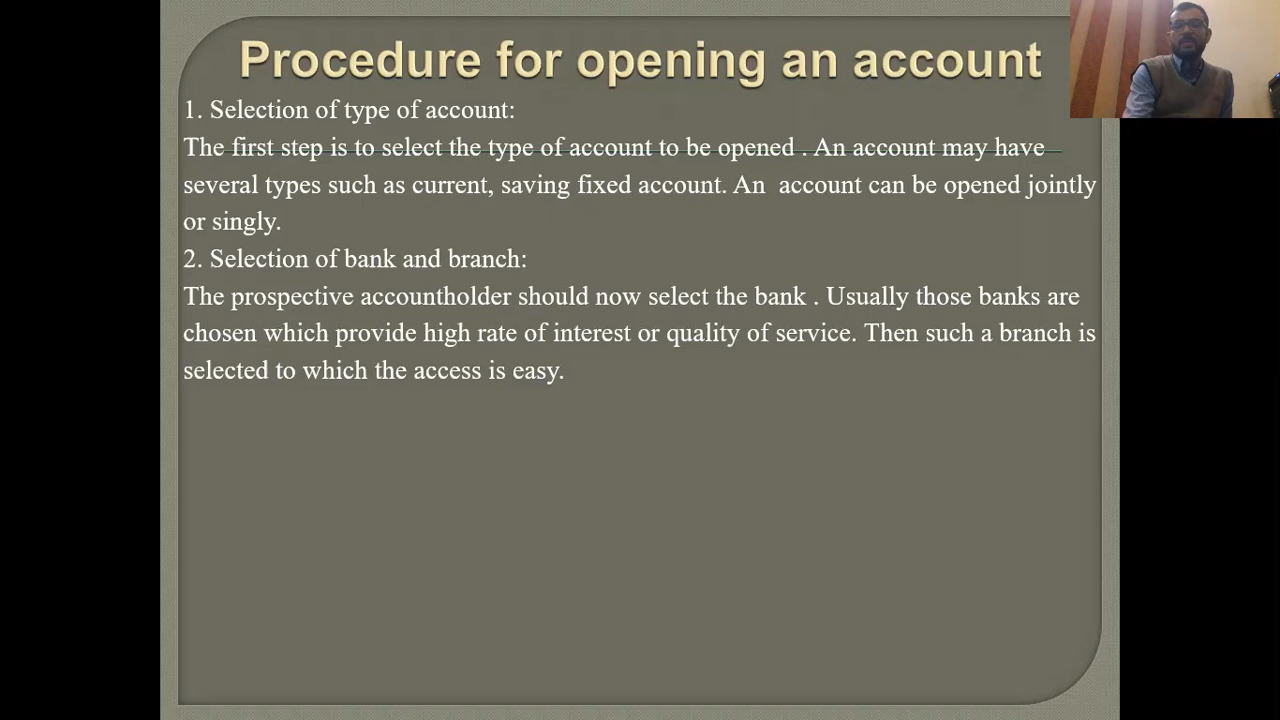 Procedure for opening an account
1. Selection of type of account:
The first step is to select the type of account to be opened . An account may have
several types such as current, saving fixed account. An  account can be opened jointly
or singly.
2. Selection of bank and branch:
The prospective accountholder should now select the bank . Usually those banks are
chosen which provide high rate of interest or quality of service. Then such a branch is
selected to which the access is easy.